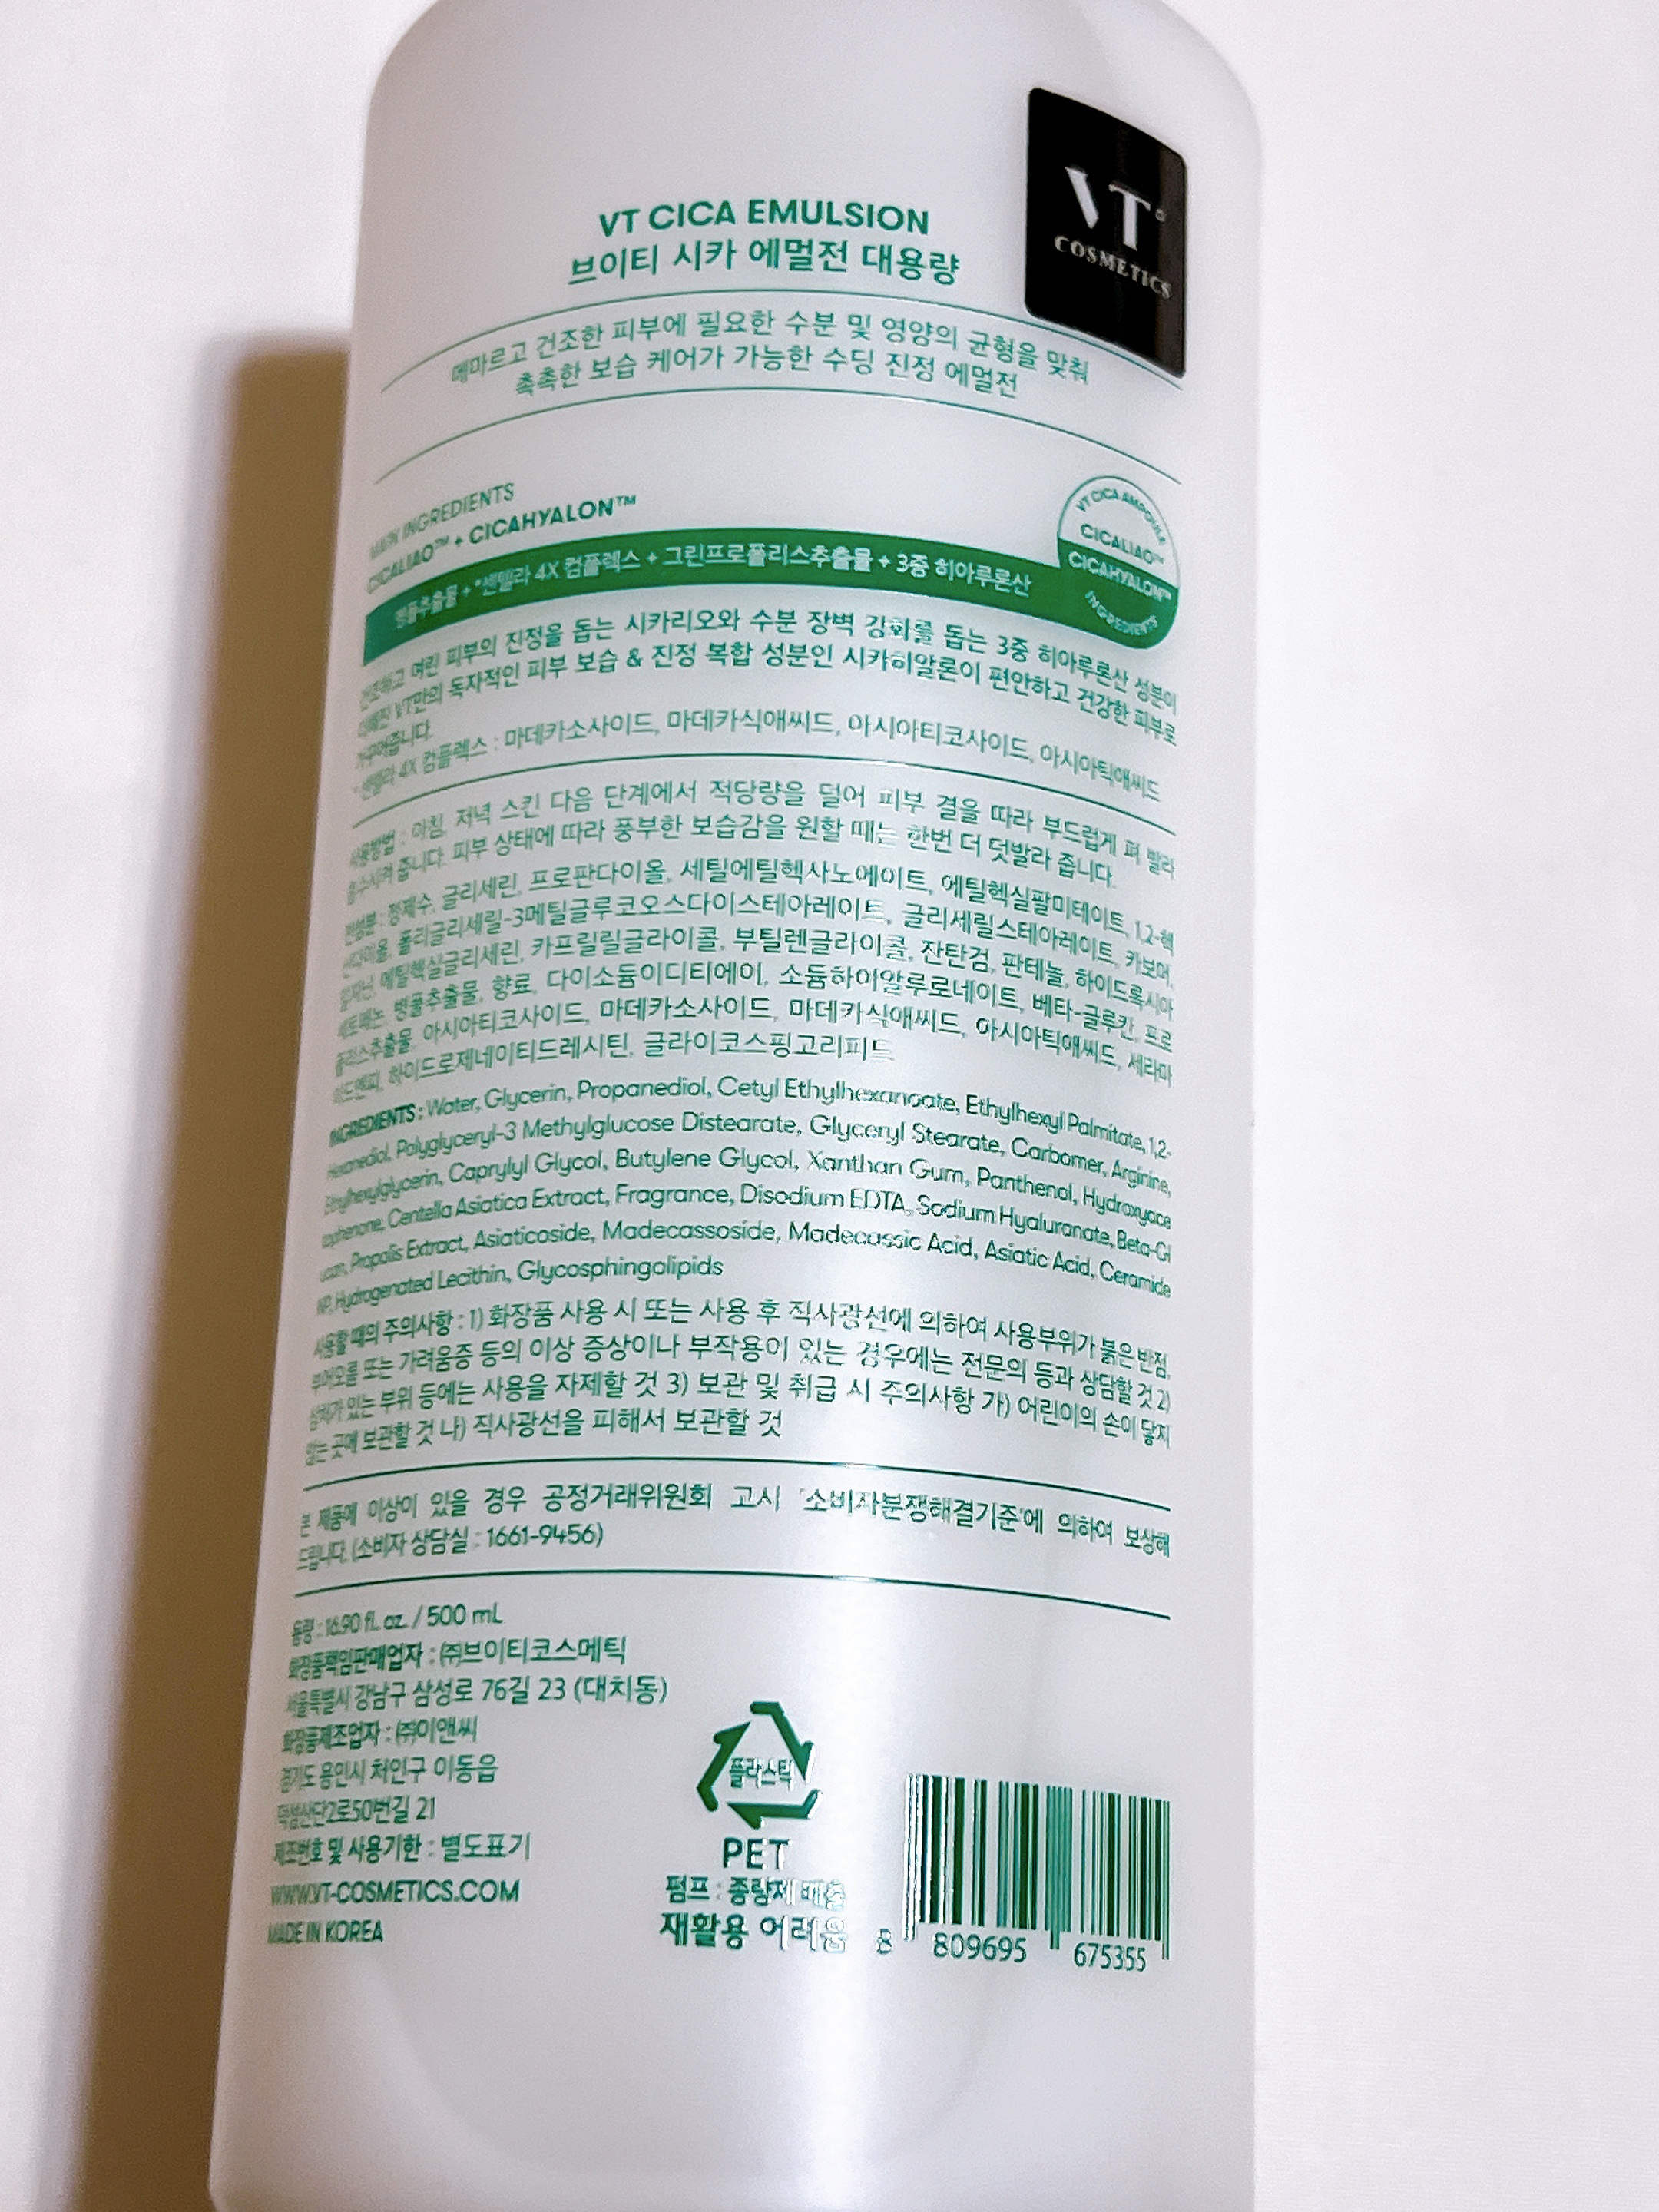 VT
COSMETICS
VT CICA EMULSION
브이티 시카 에멀전 대용량
메마르고 건조한 피부에 필요한 수분 및 영양의 균형을 맞춰
촉촉한 보습 케어가 가능한 수딩 진정 에멀전
MAIN INGREDIENTS
CICALIAO™ + CICAHYALON™
병풀추출물 + *센텔라 4X 컴플렉스 + 그린프로폴리스추출물 + 3중 히아루론산
VT CICA AMPOULE
CICALIAO™
CICAHYALON™
INGREDIENTS
건조하고 여린 피부의 진정을 돕는 시카리오와 수분 장벽 강화를 돕는 3중 히아루론산 성분이
더해진 VT만의 독자적인 피부 보습 & 진정 복합 성분인 시카히알론이 편안하고 건강한 피부로
가꾸어줍니다.
*센텔라 4X 컴플렉스 : 마데카소사이드, 마데카식애씨드, 아시아티코사이드, 아시아틱애씨드
사용방법 : 아침, 저녁 스킨 다음 단계에서 적당량을 덜어 피부 결을 따라 부드럽게 펴 발라
흡수시켜 줍니다. 피부 상태에 따라 풍부한 보습감을 원할 때는 한번 더 덧발라 줍니다.
전성분 : 정제수, 글리세린, 프로판다이올, 세틸에틸헥사노에이트, 에틸헥실팔미테이트, 1,2-헥
산다이올, 폴리글리세릴-3메틸글루코오스다이스테아레이트, 글리세릴스테아레이트, 카보머,
알지닌, 에틸헥실글리세린, 카프릴릴글라이콜, 부틸렌글라이콜, 잔탄검, 판테놀, 하이드록시아
세토페논, 병풀추출물, 향료, 다이소듐이디티에이, 소듐하이알루로네이트, 베타-글루칸, 프로
폴리스추출물, 아시아티코사이드, 마데카소사이드, 마데카식애씨드, 아시아틱애씨드, 세라마
이드엔피, 하이드로제네이티드레시틴, 글라이코스핑고리피드
INGREDIENTS : Water, Glycerin, Propanediol, Cetyl Ethylhexanoate, Ethylhexyl Palmitate, 1,2-
Hexanediol, Polyglyceryl-3 Methylglucose Distearate, Glyceryl Stearate, Carbomer, Arginine,
Ethylhexylglycerin, Caprylyl Glycol, Butylene Glycol, Xanthan Gum, Panthenol, Hydroxyace
tophenone, Centella Asiatica Extract, Fragrance, Disodium EDTA, Sodium Hyaluronate, Beta-Gl
ucan, Propolis Extract, Asiaticoside, Madecassoside, Madecassic Acid, Asiatic Acid, Ceramide
NP, Hydrogenated Lecithin, Glycosphingolipids
사용할 때의 주의사항 : 1) 화장품 사용 시 또는 사용 후 직사광선에 의하여 사용부위가 붉은 반점,
부어오름 또는 가려움증 등의 이상 증상이나 부작용이 있는 경우에는 전문의 등과 상담할 것 2)
상처가 있는 부위 등에는 사용을 자제할 것 3) 보관 및 취급 시 주의사항 가) 어린이의 손이 닿지
않는 곳에 보관할 것 나) 직사광선을 피해서 보관할 것
본 제품에 이상이 있을 경우 공정거래위원회 고시 '소비자분쟁해결기준'에 의하여 보상해
드립니다. (소비자 상담실 : 1661-9456)
용량 : 16.90 fl. oz. / 500 mL
화장품책임판매업자 : ㈜브이티코스메틱
서울특별시 강남구 삼성로 76길 23 (대치동)
화장품제조업자 : ㈜이앤씨
경기도 용인시 처인구 이동읍
덕성산단2로50번길 21
제조번호 및 사용기한 : 별도표기
WWW.VT-COSMETICS.COM
MADE IN KOREA
플라스틱
PET
펌프 : 종량제 배출
재활용 어려움
8 809695 675355